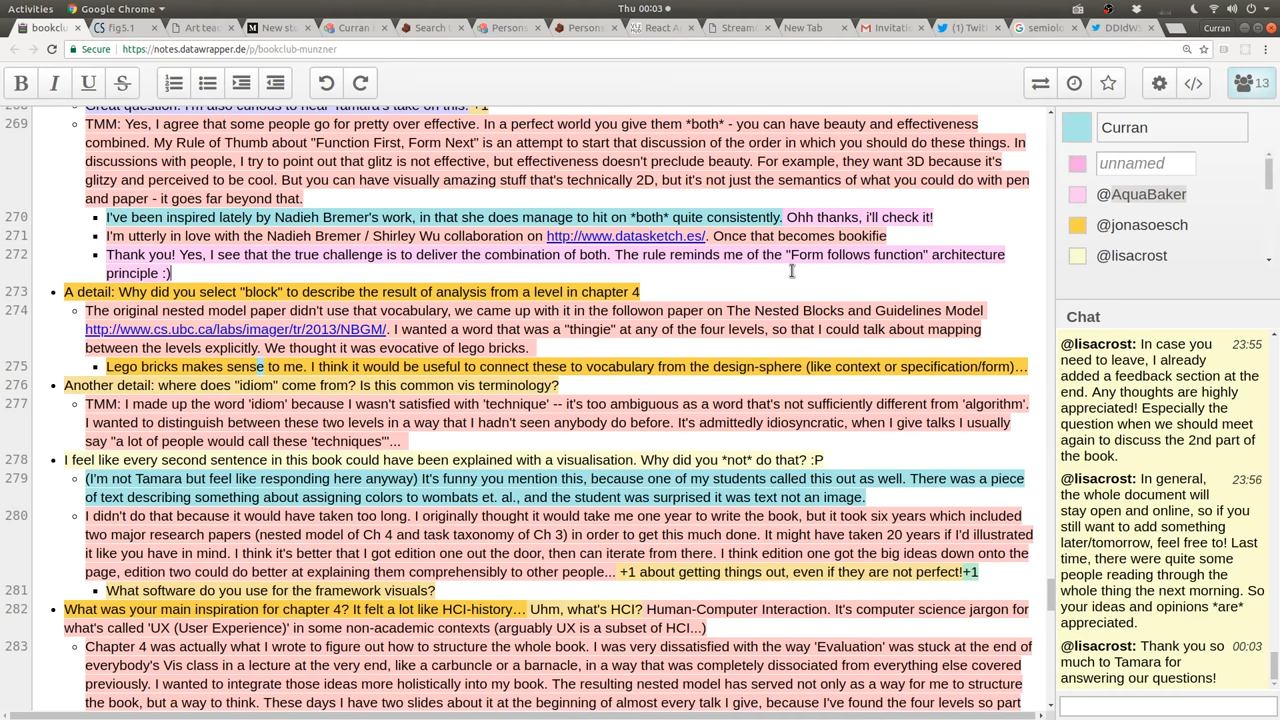 Activities Google Chrome Thu 00:03 Curran
bookclu CS fig5.1 Art teac New stu Curran Search Persons Persons React A Stream New Tab Invitati (1) Twit semiolo DDIdWS
Secure https://notes.datawrapper.de/p/bookclub-munzner
B I U S 13
268 Great question. I'm also curious to hear Tamara's take on this. +1
269 TMM: Yes, I agree that some people go for pretty over effective. In a perfect world you give them *both* - you can have beauty and effectiveness
combined. My Rule of Thumb about "Function First, Form Next" is an attempt to start that discussion of the order in which you should do these things. In
discussions with people, I try to point out that glitz is not effective, but effectiveness doesn't preclude beauty. For example, they want 3D because it's
glitzy and perceived to be cool. But you can have visually amazing stuff that's technically 2D, but it's not just the semantics of what you could do with pen
and paper - it goes far beyond that.
270 I've been inspired lately by Nadieh Bremer's work, in that she does manage to hit on *both* quite consistently. Ohh thanks, i'll check it!
271 I'm utterly in love with the Nadieh Bremer / Shirley Wu collaboration on http://www.datasketch.es/. Once that becomes bookifie
272 Thank you! Yes, I see that the true challenge is to deliver the combination of both. The rule reminds me of the "Form follows function" architecture
principle :)
273 A detail: Why did you select "block" to describe the result of analysis from a level in chapter 4
274 The original nested model paper didn't use that vocabulary, we came up with it in the followon paper on The Nested Blocks and Guidelines Model
http://www.cs.ubc.ca/labs/imager/tr/2013/NBGM/. I wanted a word that was a "thingie" at any of the four levels, so that I could talk about mapping
between the levels explicitly. We thought it was evocative of lego bricks.
275 Lego bricks makes sense to me. I think it would be useful to connect these to vocabulary from the design-sphere (like context or specification/form)…
276 Another detail: where does "idiom" come from? Is this common vis terminology?
277 TMM: I made up the word 'idiom' because I wasn't satisfied with 'technique' -- it's too ambiguous as a word that's not sufficiently different from 'algorithm'.
I wanted to distinguish between these two levels in a way that I hadn't seen anybody do before. It's admittedly idiosyncratic, when I give talks I usually
say "a lot of people would call these 'techniques'"...
278 I feel like every second sentence in this book could have been explained with a visualisation. Why did you *not* do that? :P
279 (I'm not Tamara but feel like responding here anyway) It's funny you mention this, because one of my students called this out as well. There was a piece
of text describing something about assigning colors to wombats et. al., and the student was surprised it was text not an image.
280 I didn't do that because it would have taken too long. I originally thought it would take me one year to write the book, but it took six years which included
two major research papers (nested model of Ch 4 and task taxonomy of Ch 3) in order to get this much done. It might have taken 20 years if I'd illustrated
it like you have in mind. I think it's better that I got edition one out the door, then can iterate from there. I think edition one got the big ideas down onto the
page, edition two could do better at explaining them comprehensibly to other people... +1 about getting things out, even if they are not perfect!+1
281 What software do you use for the framework visuals?
282 What was your main inspiration for chapter 4? It felt a lot like HCI-history… Uhm, what's HCI? Human-Computer Interaction. It's computer science jargon for
what's called 'UX (User Experience)' in some non-academic contexts (arguably UX is a subset of HCI...)
283 Chapter 4 was actually what I wrote to figure out how to structure the whole book. I was very dissatisfied with the way 'Evaluation' was stuck at the end of
everybody's Vis class in a lecture at the very end, like a carbuncle or a barnacle, in a way that was completely dissociated from everything else covered
previously. I wanted to integrate those ideas more holistically into my book. The resulting nested model has served not only as a way for me to structure
the book, but a way to think. These days I have two slides about it at the beginning of almost every talk I give, because I've found the four levels so part
Curran
unnamed
@AquaBaker
@jonasoesch
@lisacrost
Chat
@lisacrost: In case you 23:55
need to leave, I already
added a feedback section at the
end. Any thoughts are highly
appreciated! Especially the
question when we should meet
again to discuss the 2nd part of
the book.
@lisacrost: In general, 23:56
the whole document will
stay open and online, so if you
still want to add something
later/tomorrow, feel free to! Last
time, there were quite some
people reading through the
whole thing the next morning. So
your ideas and opinions *are*
appreciated.
@lisacrost: Thank you so 00:03
much to Tamara for
answering our questions!